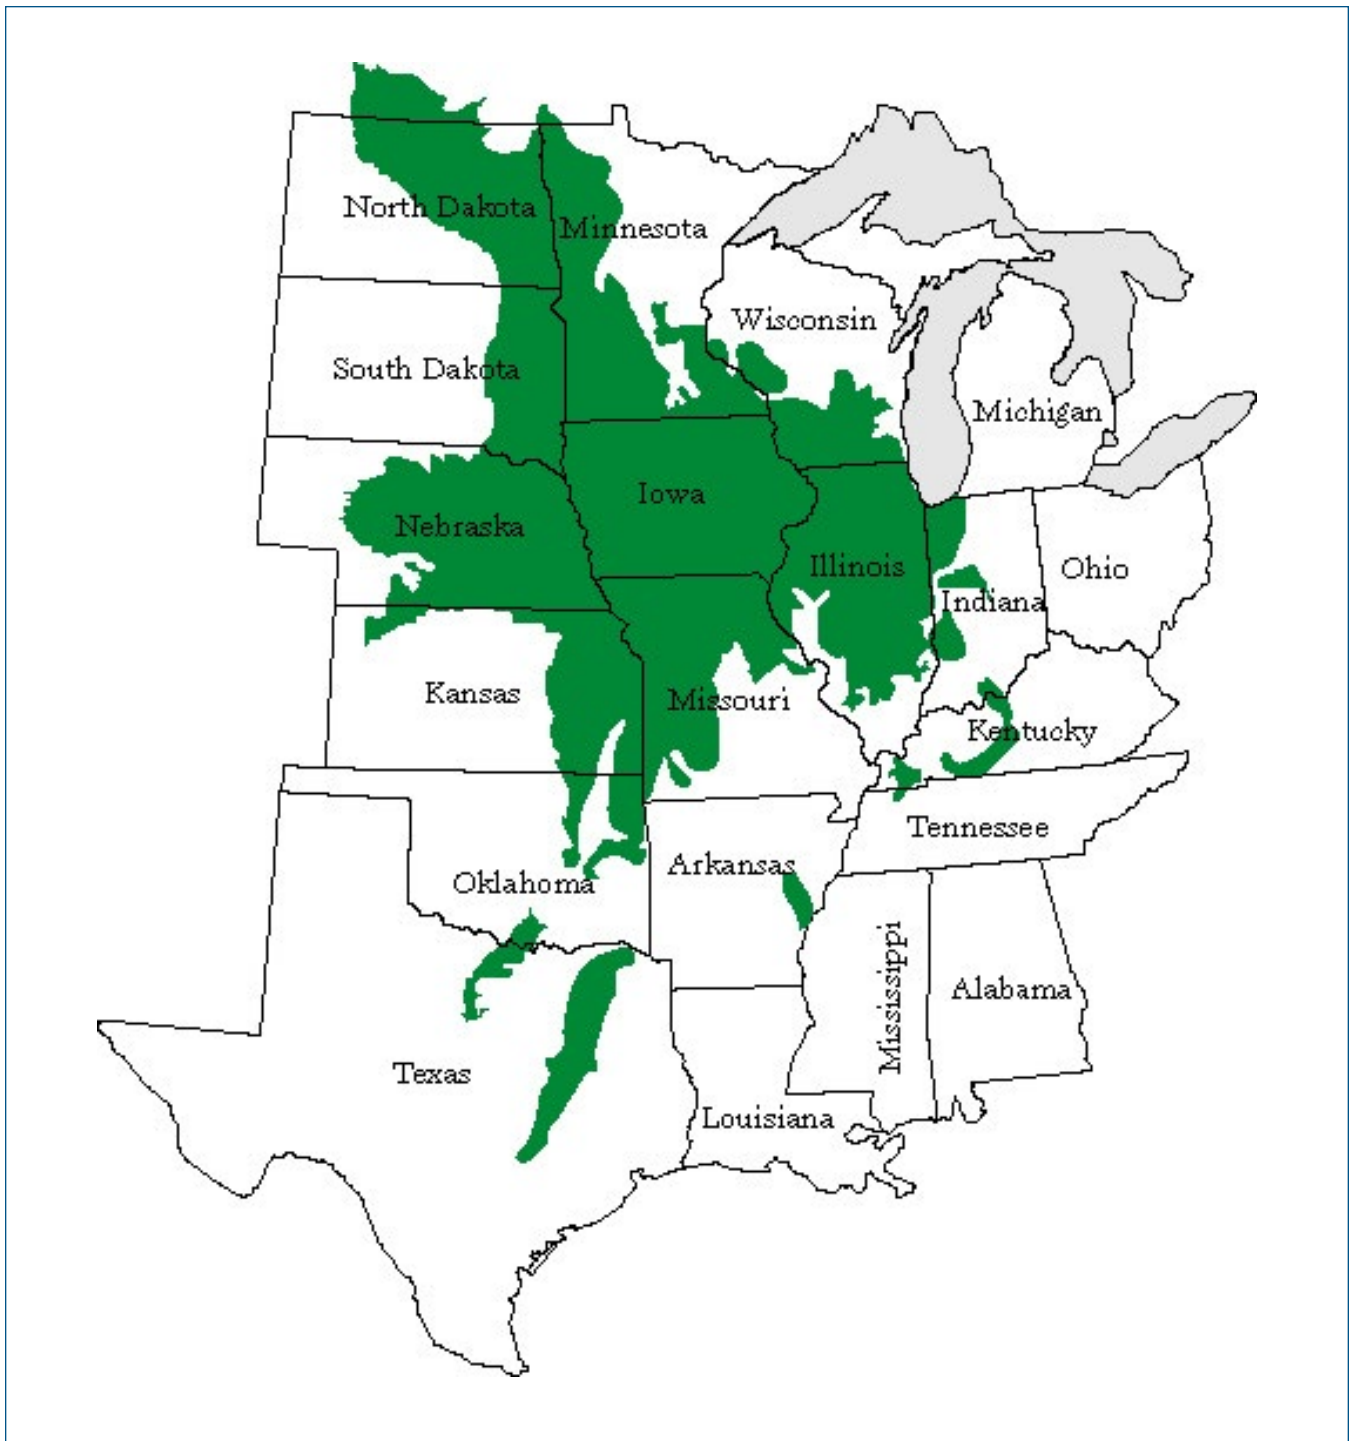 North Dakota
Minnesota
Wisconsin
South Dakota
Michigan
Iowa
Nebraska
Illinois
Ohio
Indiana
Kansas
Missouri
Kentucky
Tennessee
Arkansas
Oklahoma
Mississippi
Alabama
Texas
Louisiana